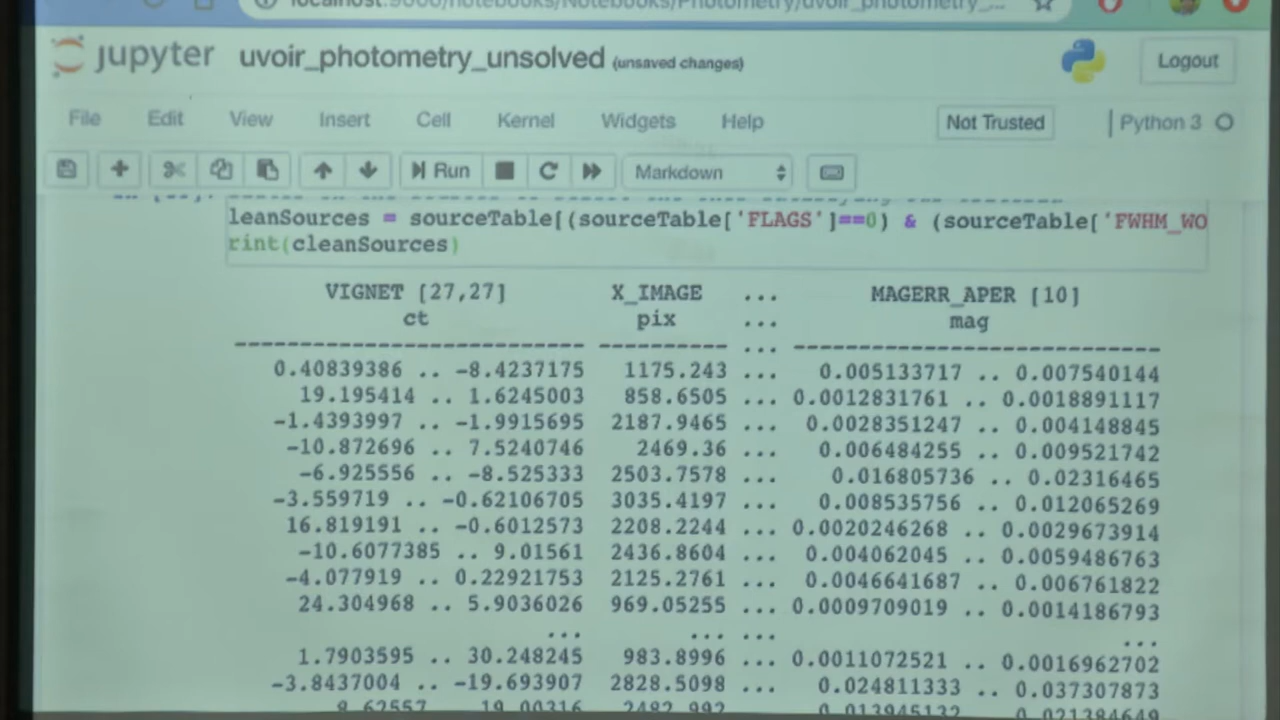 localhost:9000/notebooks/Notebooks/Photometry/uvoir_photometry_...
jupyter uvoir_photometry_unsolved (unsaved changes) Logout
File Edit View Insert Cell Kernel Widgets Help Not Trusted Python 3
Run Markdown
leanSources = sourceTable[(sourceTable['FLAGS']==0) & (sourceTable['FWHM_WO
rint(cleanSources)
VIGNET [27,27] X_IMAGE ... MAGERR_APER [10]
ct pix ... mag
-------------------------- ---------- ... -----------------------------
0.40839386 .. -8.4237175 1175.243 ... 0.005133717 .. 0.007540144
19.195414 .. 1.6245003 858.6505 ... 0.0012831761 .. 0.0018891117
-1.4393997 .. -1.9915695 2187.9465 ... 0.0028351247 .. 0.004148845
-10.872696 .. 7.5240746 2469.36 ... 0.006484255 .. 0.009521742
-6.925556 .. -8.525333 2503.7578 ... 0.016805736 .. 0.02316465
-3.559719 .. -0.62106705 3035.4197 ... 0.008535756 .. 0.012065269
16.819191 .. -0.6012573 2208.2244 ... 0.0020246268 .. 0.0029673914
-10.6077385 .. 9.01561 2436.8604 ... 0.004062045 .. 0.0059486763
-4.077919 .. 0.22921753 2125.2761 ... 0.0046641687 .. 0.006761822
24.304968 .. 5.9036026 969.05255 ... 0.0009709019 .. 0.0014186793
... ... ... ...
1.7903595 .. 30.248245 983.8996 ... 0.0011072521 .. 0.0016962702
-3.8437004 .. -19.693907 2828.5098 ... 0.024811333 .. 0.037307873